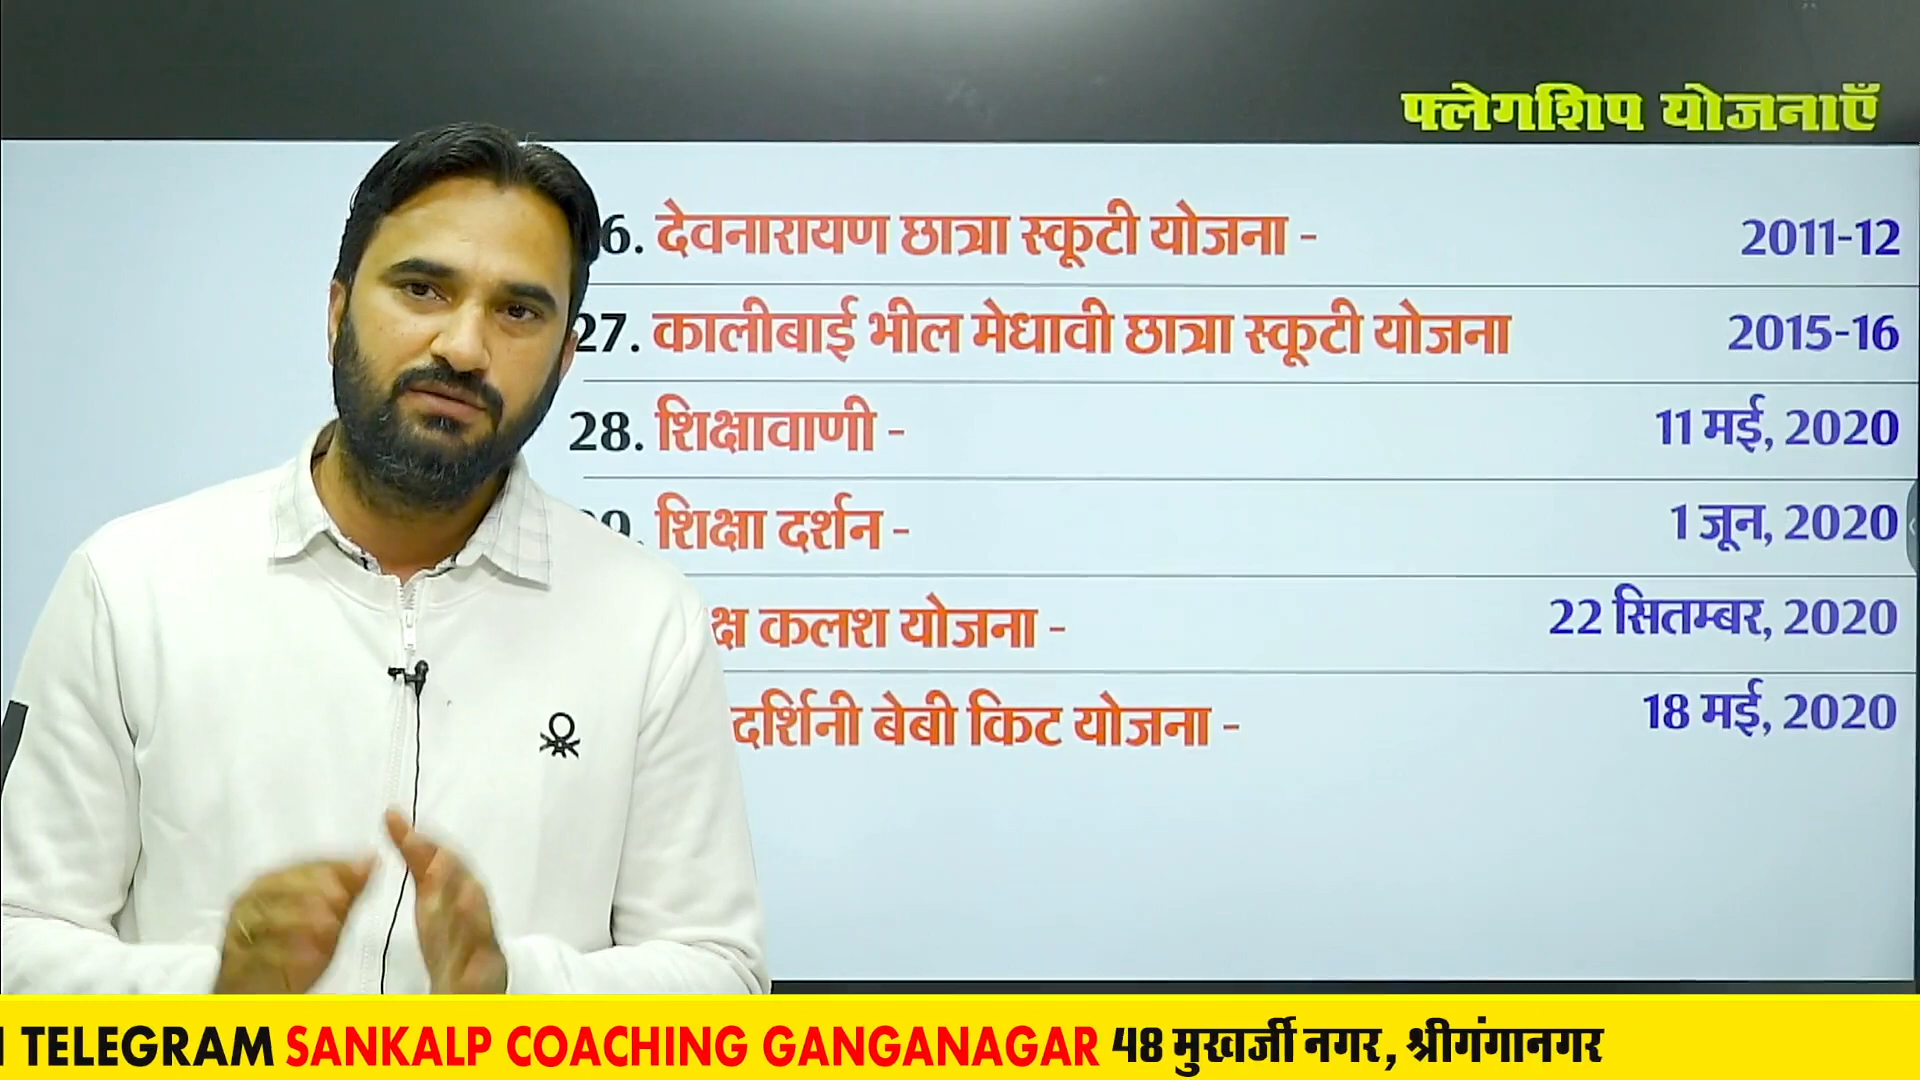 फ्लेगशिप योजनाएँ
6. देवनारायण छात्रा स्कूटी योजना - 2011-12
27. कालीबाई भील मेधावी छात्रा स्कूटी योजना 2015-16
28. शिक्षावाणी - 11 मई, 2020
9. शिक्षा दर्शन - 1 जून, 2020
क्ष कलश योजना - 22 सितम्बर, 2020
दर्शिनी बेबी किट योजना - 18 मई, 2020
TELEGRAM SANKALP COACHING GANGANAGAR 48 मुखर्जी नगर, श्रीगंगानगर